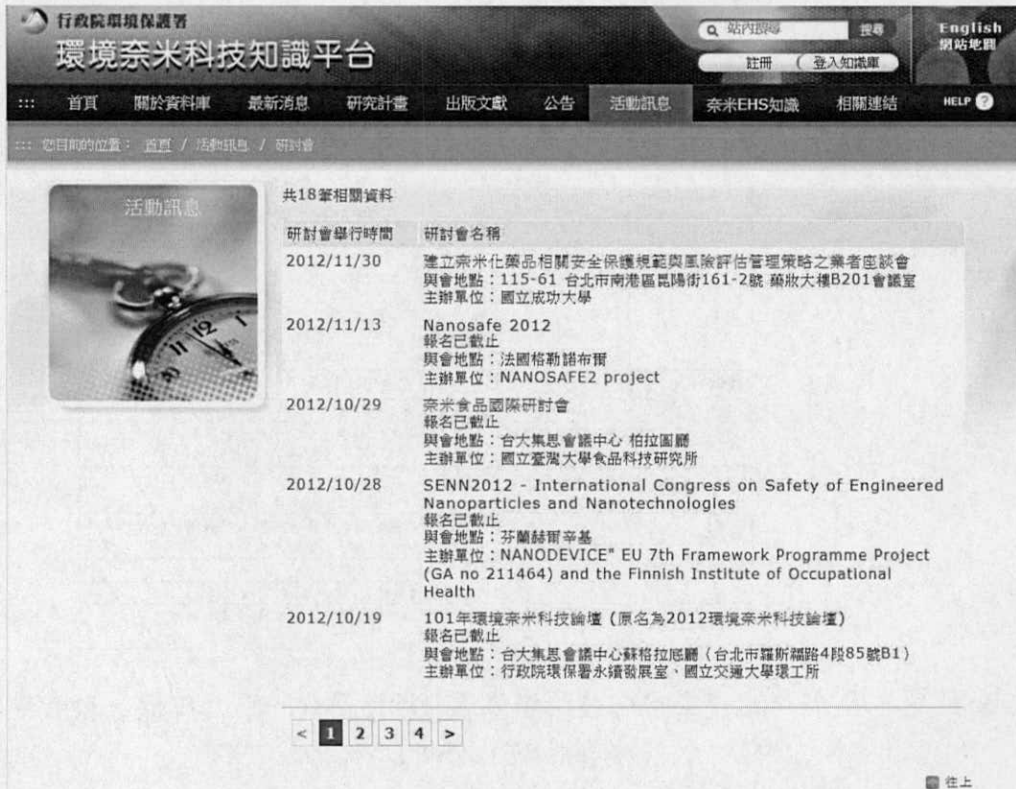 行政院環境保護署
環境奈米科技知識平台
站內搜尋 搜尋
註冊 登入知識庫
English
網站地圖
::: 首頁 關於資料庫 最新消息 研究計畫 出版文獻 公告 活動訊息 奈米EHS知識 相關連結 HELP ?
::: 您目前的位置： 首頁 / 活動訊息 / 研討會
活動訊息
共18筆相關資料
研討會舉行時間 研討會名稱
2012/11/30 建立奈米化藥品相關安全保護規範與風險評估管理策略之業者座談會
與會地點：115-61 台北市南港區昆陽街161-2號 藥妝大樓B201會議室
主辦單位：國立成功大學
2012/11/13 Nanosafe 2012
報名已截止
與會地點：法國格勒諾布爾
主辦單位：NANOSAFE2 project
2012/10/29 奈米食品國際研討會
報名已截止
與會地點：台大集思會議中心 柏拉圖廳
主辦單位：國立臺灣大學食品科技研究所
2012/10/28 SENN2012 - International Congress on Safety of Engineered
Nanoparticles and Nanotechnologies
報名已截止
與會地點：芬蘭赫爾辛基
主辦單位：NANODEVICE" EU 7th Framework Programme Project
(GA no 211464) and the Finnish Institute of Occupational
Health
2012/10/19 101年環境奈米科技論壇 (原名為2012環境奈米科技論壇)
報名已截止
與會地點：台大集思會議中心蘇格拉底廳（台北市羅斯福路4段85號B1）
主辦單位：行政院環保署永續發展室、國立交通大學環工所
< 1 2 3 4 >
往上